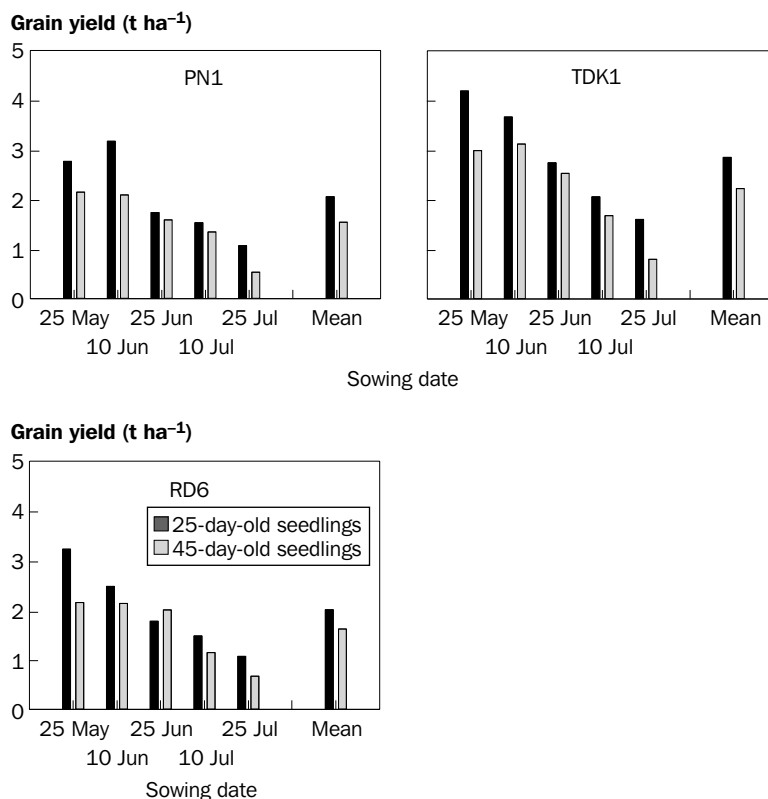 Grain yield (t ha–1)
5
4
3
2
1
0
PN1
25 May 25 Jun 25 Jul Mean
10 Jun 10 Jul
TDK1
25 May 25 Jun 25 Jul Mean
10 Jun 10 Jul
Sowing date
Grain yield (t ha–1)
5
4
3
2
1
0
RD6
25-day-old seedlings
45-day-old seedlings
25 May 25 Jun 25 Jul Mean
10 Jun 10 Jul
Sowing date